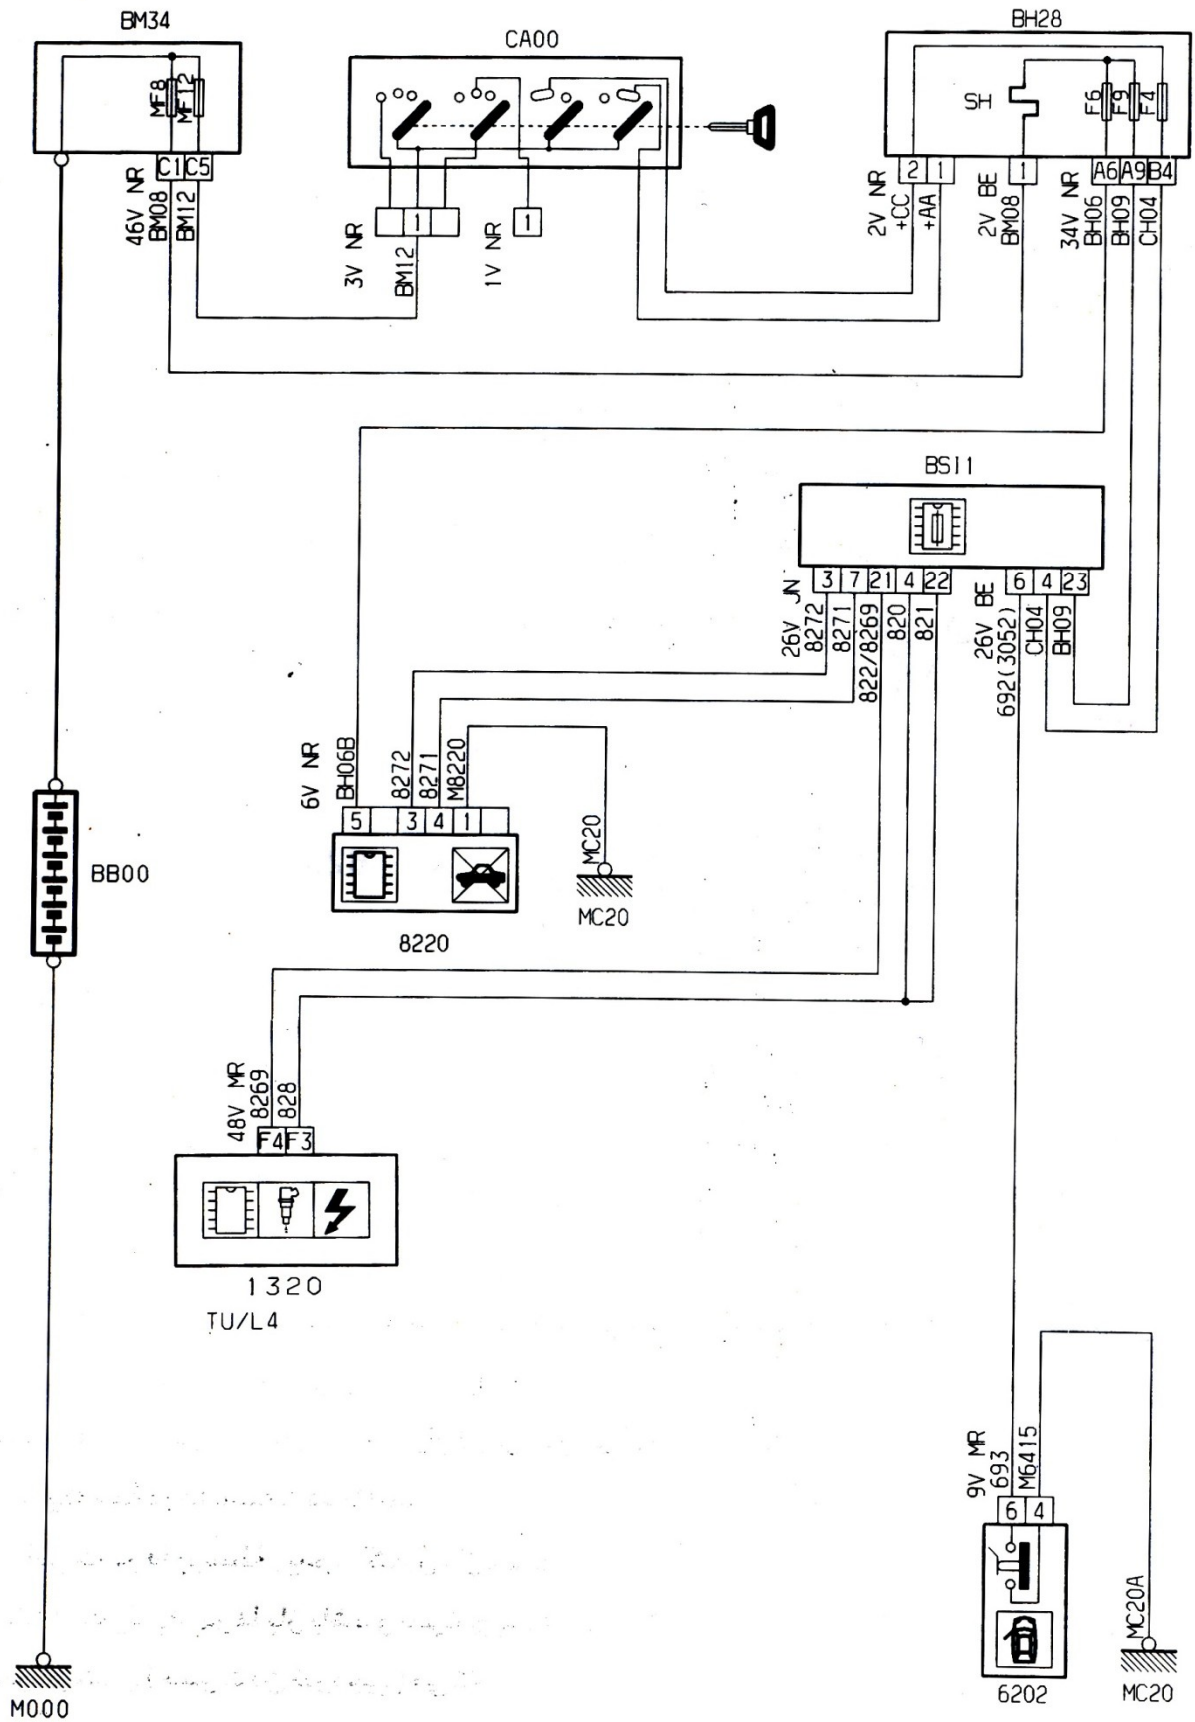 BM34
CA00
BH28
MF8
MF12
SH
F6
F9
F4
C1 C5
46V NR
BM08
BM12
1
3V NR
BM12
1
1V NR
2 1
2V NR
+CC
+AA
1
2V BE
BM08
A6 A9 B4
34V NR
BH06
BH09
CH04
BSI1
3 7 21 4 22
26V JN
8272
8271
822/8269
820
821
6 4 23
26V BE
692(3052)
CH04
BH09
6V NR
BH06B
8272
8271
M8220
5 3 4 1
8220
MC20
MC20
BB00
48V MR
8269
828
F4 F3
1320
TU/L4
9V MR
693
M6415
6 4
6202
MC20A
MC20
M000